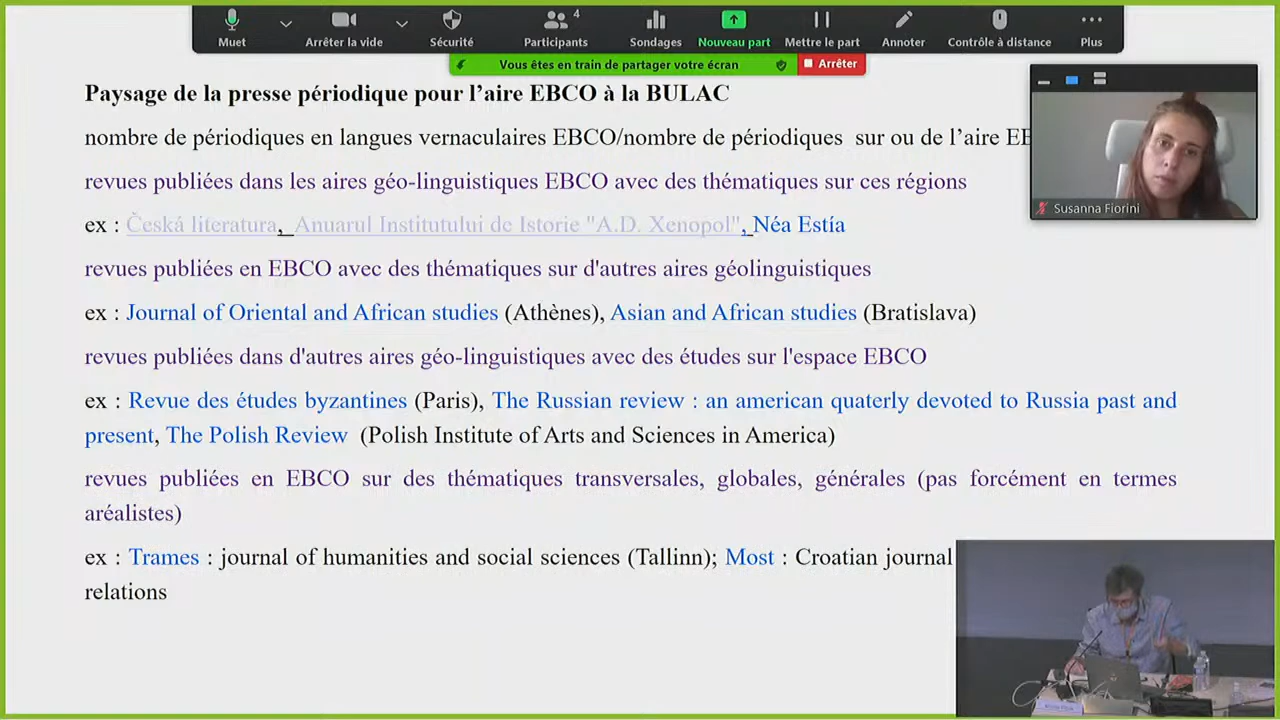 4
Muet
Arrêter la vidé
Sécurité
Participants
Sondages
Nouveau part
Mettre le part
Annoter
Contrôle à distance
Plus
Vous êtes en train de partager votre écran
Arrêter
Paysage de la presse périodique pour l’aire EBCO à la BULAC
nombre de périodiques en langues vernaculaires EBCO/nombre de périodiques sur ou de l’aire
revues publiées dans les aires géo-linguistiques EBCO avec des thématiques sur ces régions
Susanna Fiorini
ex : Česká literatura, Anuarul Institutului de Istorie "A.D. Xenopol", Néa Estía
revues publiées en EBCO avec des thématiques sur d'autres aires géolinguistiques
ex : Journal of Oriental and African studies (Athènes), Asian and African studies (Bratislava)
revues publiées dans d'autres aires géo-linguistiques avec des études sur l'espace EBCO
ex : Revue des études byzantines (Paris), The Russian review : an american quaterly devoted to Russia past and
present, The Polish Review (Polish Institute of Arts and Sciences in America)
revues publiées en EBCO sur des thématiques transversales, globales, générales (pas forcément en termes
aréalistes)
ex : Trames : journal of humanities and social sciences (Tallinn); Most : Croatian journal
relations